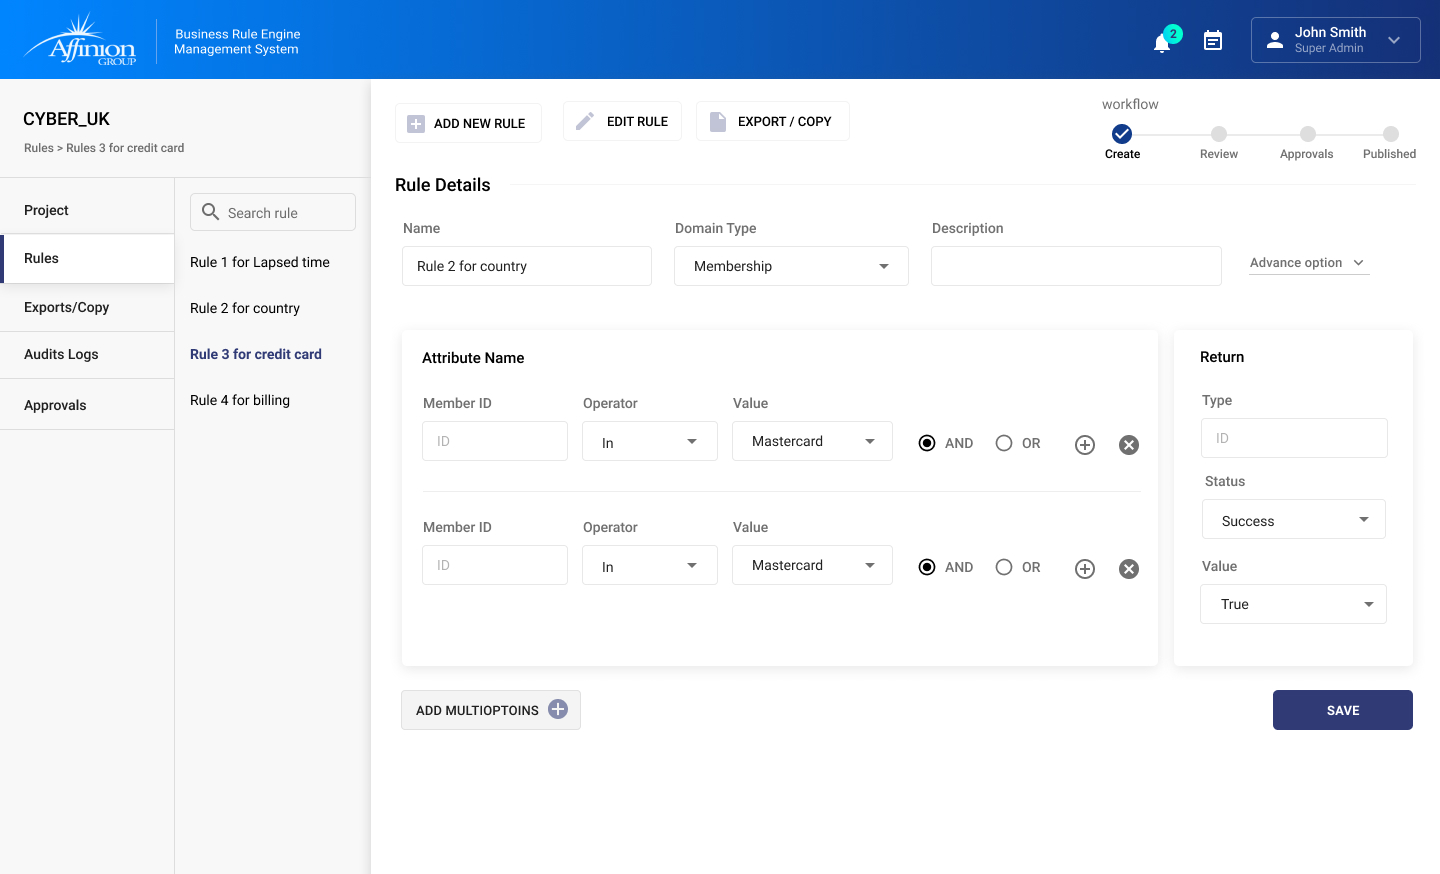 Affinion
GROUP
Business Rule Engine
Management System
2
John Smith
Super Admin
CYBER_UK
Rules > Rules 3 for credit card
Project
Rules
Exports/Copy
Audits Logs
Approvals
Search rule
Rule 1 for Lapsed time
Rule 2 for country
Rule 3 for credit card
Rule 4 for billing
ADD NEW RULE
EDIT RULE
EXPORT / COPY
workflow
Create
Review
Approvals
Published
Rule Details
Name
Domain Type
Description
Rule 2 for country
Membership
Advance option
Attribute Name
Member ID
Operator
Value
ID
In
Mastercard
AND
OR
Member ID
Operator
Value
ID
In
Mastercard
AND
OR
Return
Type
ID
Status
Success
Value
True
ADD MULTIOPTOINS
SAVE